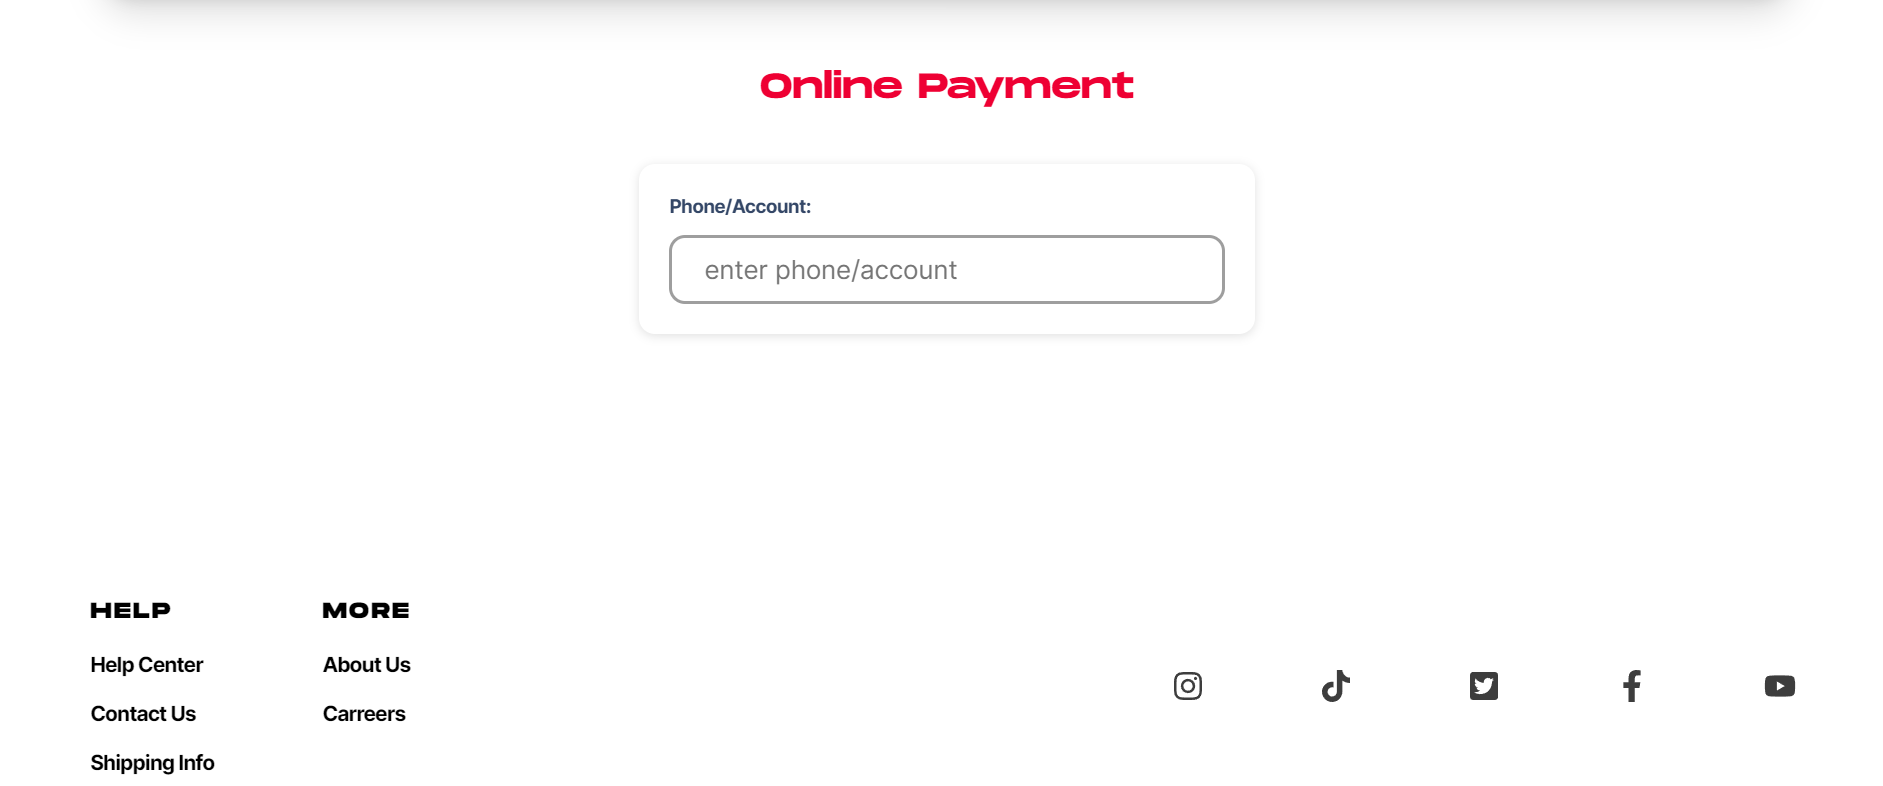 Online Payment
Phone/Account:
enter phone/account
HELP
Help Center
Contact Us
Shipping Info
MORE
About Us
Carreers